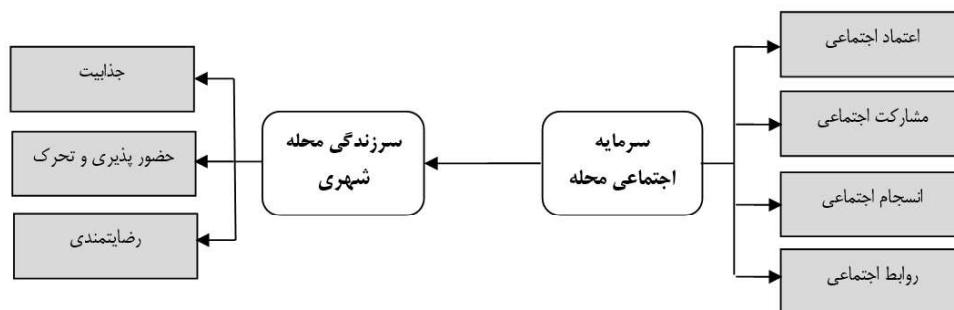 اعتماد اجتماعی
مشارکت اجتماعی
انسجام اجتماعی
روابط اجتماعی
سرمایه
اجتماعی محله
سرزندگی محله
شهری
جذابیت
حضور پذیری و تحرک
رضایتمندی